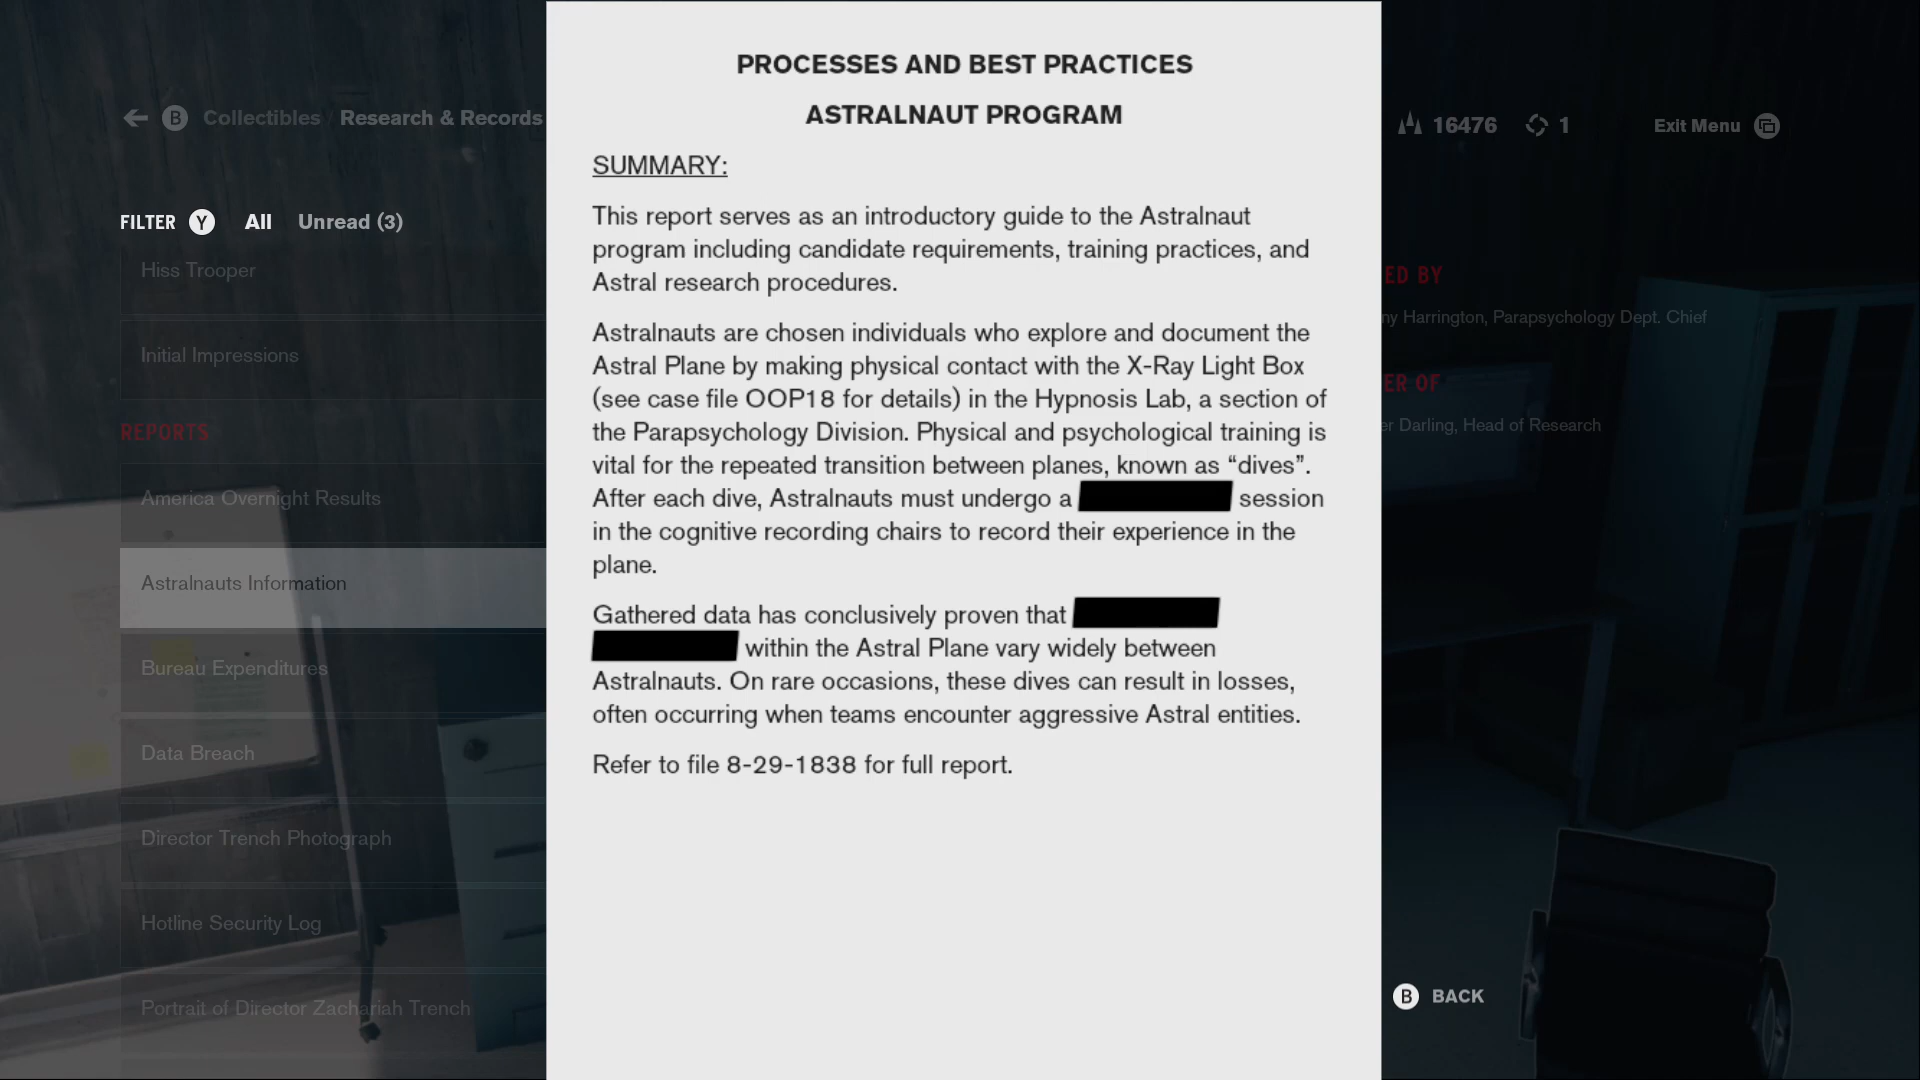 PROCESSES AND BEST PRACTICES
ASTRALNAUT PROGRAM
SUMMARY:
This report serves as an introductory guide to the Astralnaut
program including candidate requirements, training practices, and
Astral research procedures.
Astralnauts are chosen individuals who explore and document the
Astral Plane by making physical contact with the X-Ray Light Box
(see case file OOP18 for details) in the Hypnosis Lab, a section of
the Parapsychology Division. Physical and psychological training is
vital for the repeated transition between planes, known as “dives”.
After each dive, Astralnauts must undergo a session
in the cognitive recording chairs to record their experience in the
plane.
Gathered data has conclusively proven that
within the Astral Plane vary widely between
Astralnauts. On rare occasions, these dives can result in losses,
often occurring when teams encounter aggressive Astral entities.
Refer to file 8-29-1838 for full report.
B Collectibles / Research & Records
FILTER Y All Unread (3)
Hiss Trooper
Initial Impressions
REPORTS
America Overnight Results
Astralnauts Information
Bureau Expenditures
Data Breach
Director Trench Photograph
Hotline Security Log
Portrait of Director Zachariah Trench
16476 1 Exit Menu
ED BY
ny Harrington, Parapsychology Dept. Chief
ER OF
er Darling, Head of Research
B BACK